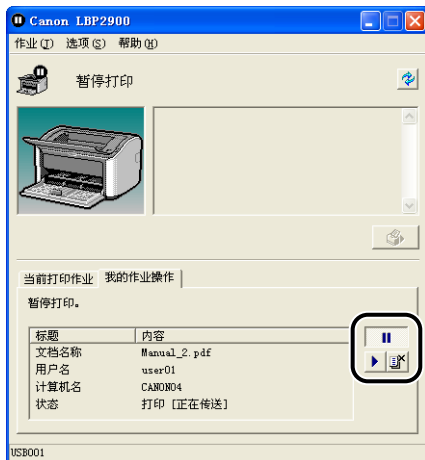 Canon LBP2900
作业(J) 选项(S) 帮助(H)
暂停打印
当前打印作业 我的作业操作
暂停打印。
标题 内容
文档名称 Manual_2.pdf
用户名 user01
计算机名 CANON04
状态 打印 [正在传送]
USB001